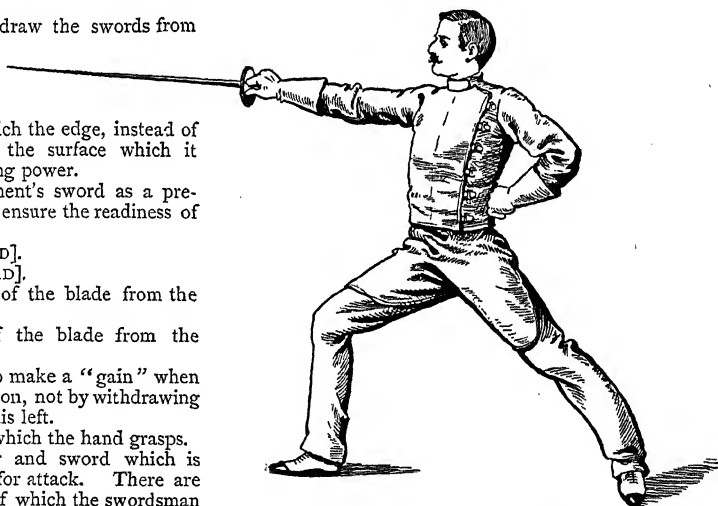 draw the swords from
ich the edge, instead of
the surface which it
ng power.
nent's sword as a pre-
ensure the readiness of
D].
D].
of the blade from the
f the blade from the
o make a "gain" when
on, not by withdrawing
is left.
which the hand grasps.
and sword which is
for attack. There are
f which the swordsman